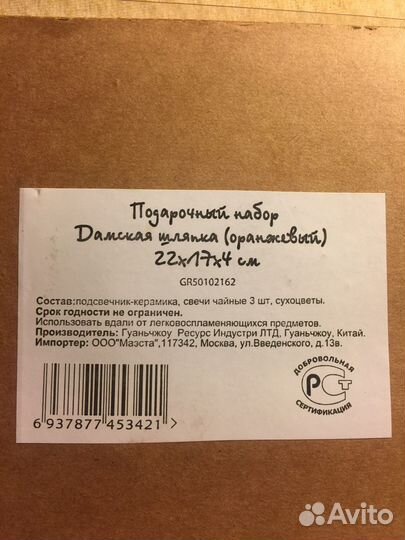 Подарочный набор
Дамская шляпка (оранжевый)
22x17x4 см
GR50102162
Состав:подсвечник-керамика, свечи чайные 3 шт, сухоцветы.
Срок годности не ограничен.
Использовать вдали от легковоспламеняющихся предметов.
Производитель: Гуаньчжоу Ресурс Индустри ЛТД, Гуаньчжоу, Китай.
Импортер: ООО"Маэста",117342, Москва, ул.Введенского, д.13в.
ДОБРОВОЛЬНАЯ
РСТ
СЕРТИФИКАЦИЯ
6 937877 453421 >
Avito